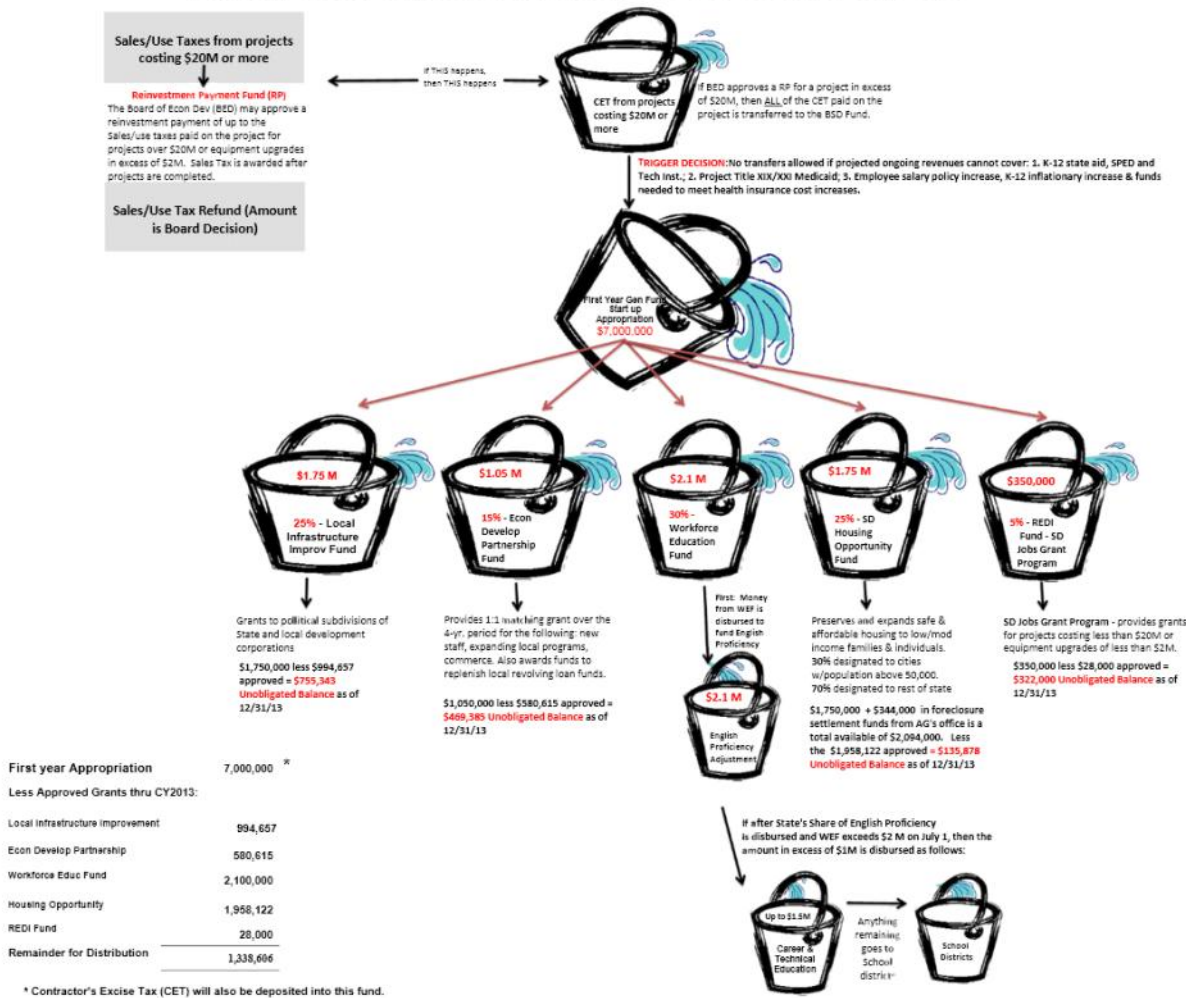 Sales/Use Taxes from projects
costing $20M or more
Reinvestment Payment Fund (RP)
The Board of Econ Dev (BED) may approve a
reinvestment payment of up to the
Sales/use taxes paid on the project for
projects over $20M or equipment upgrades
in excess of $2M. Sales Tax is awarded after
projects are completed.
Sales/Use Tax Refund (Amount
is Board Decision)
If THIS happens,
then THIS happens
CET from projects
costing $20M or
more
If BED approves a RP for a project in excess
of $20M, then ALL of the CET paid on the
project is transferred to the BSD Fund.
TRIGGER DECISION:No transfers allowed if projected ongoing revenues cannot cover: 1. K-12 state aid, SPED and
Tech Inst.; 2. Project Title XIX/XXI Medicaid; 3. Employee salary policy increase, K-12 inflationary increase & funds
needed to meet health insurance cost increases.
First Year Gen Fund
Start up
Appropriation
$7,000,000
$1.75 M
25% - Local
Infrastructure
Improv Fund
$1.05 M
15% - Econ
Develop
Partnership
Fund
$2.1 M
30% -
Workforce
Education
Fund
$1.75 M
25% - SD
Housing
Opportunity
Fund
$350,000
5% - REDI
Fund - SD
Jobs Grant
Program
Grants to political subdivisions of
State and local development
corporations
$1,750,000 less $994,657
approved = $755,343
Unobligated Balance as of
12/31/13
Provides 1:1 matching grant over the
4-yr. period for the following: new
staff, expanding local programs,
commerce. Also awards funds to
replenish local revolving loan funds.
$1,050,000 less $580,615 approved =
$469,385 Unobligated Balance as of
12/31/13
First: Money
from WEF is
disbursed to
fund English
Proficiency
$2.1 M
English
Proficiency
Adjustment
Preserves and expands safe &
affordable housing to low/mod
income families & individuals.
30% designated to cities
w/population above 50,000.
70% designated to rest of state
$1,750,000 + $344,000 in foreclosure
settlement funds from AG's office is a
total available of $2,094,000. Less
the $1,958,122 approved = $135,878
Unobligated Balance as of 12/31/13
SD Jobs Grant Program - provides grants
for projects costing less than $20M or
equipment upgrades of less than $2M.
$350,000 less $28,000 approved =
$322,000 Unobligated Balance as of
12/31/13
If after State's Share of English Proficiency
is disbursed and WEF exceeds $2 M on July 1, then the
amount in excess of $1M is disbursed as follows:
Up to $1.5M
Career &
Technical
Education
Anything
remaining
goes to
School
district
School
Districts
First year Appropriation 7,000,000 *
Less Approved Grants thru CY2013:
Local Infrastructure Improvement 994,657
Econ Develop Partnership 580,615
Workforce Educ Fund 2,100,000
Housing Opportunity 1,958,122
REDI Fund 28,000
Remainder for Distribution 1,338,606
* Contractor's Excise Tax (CET) will also be deposited into this fund.